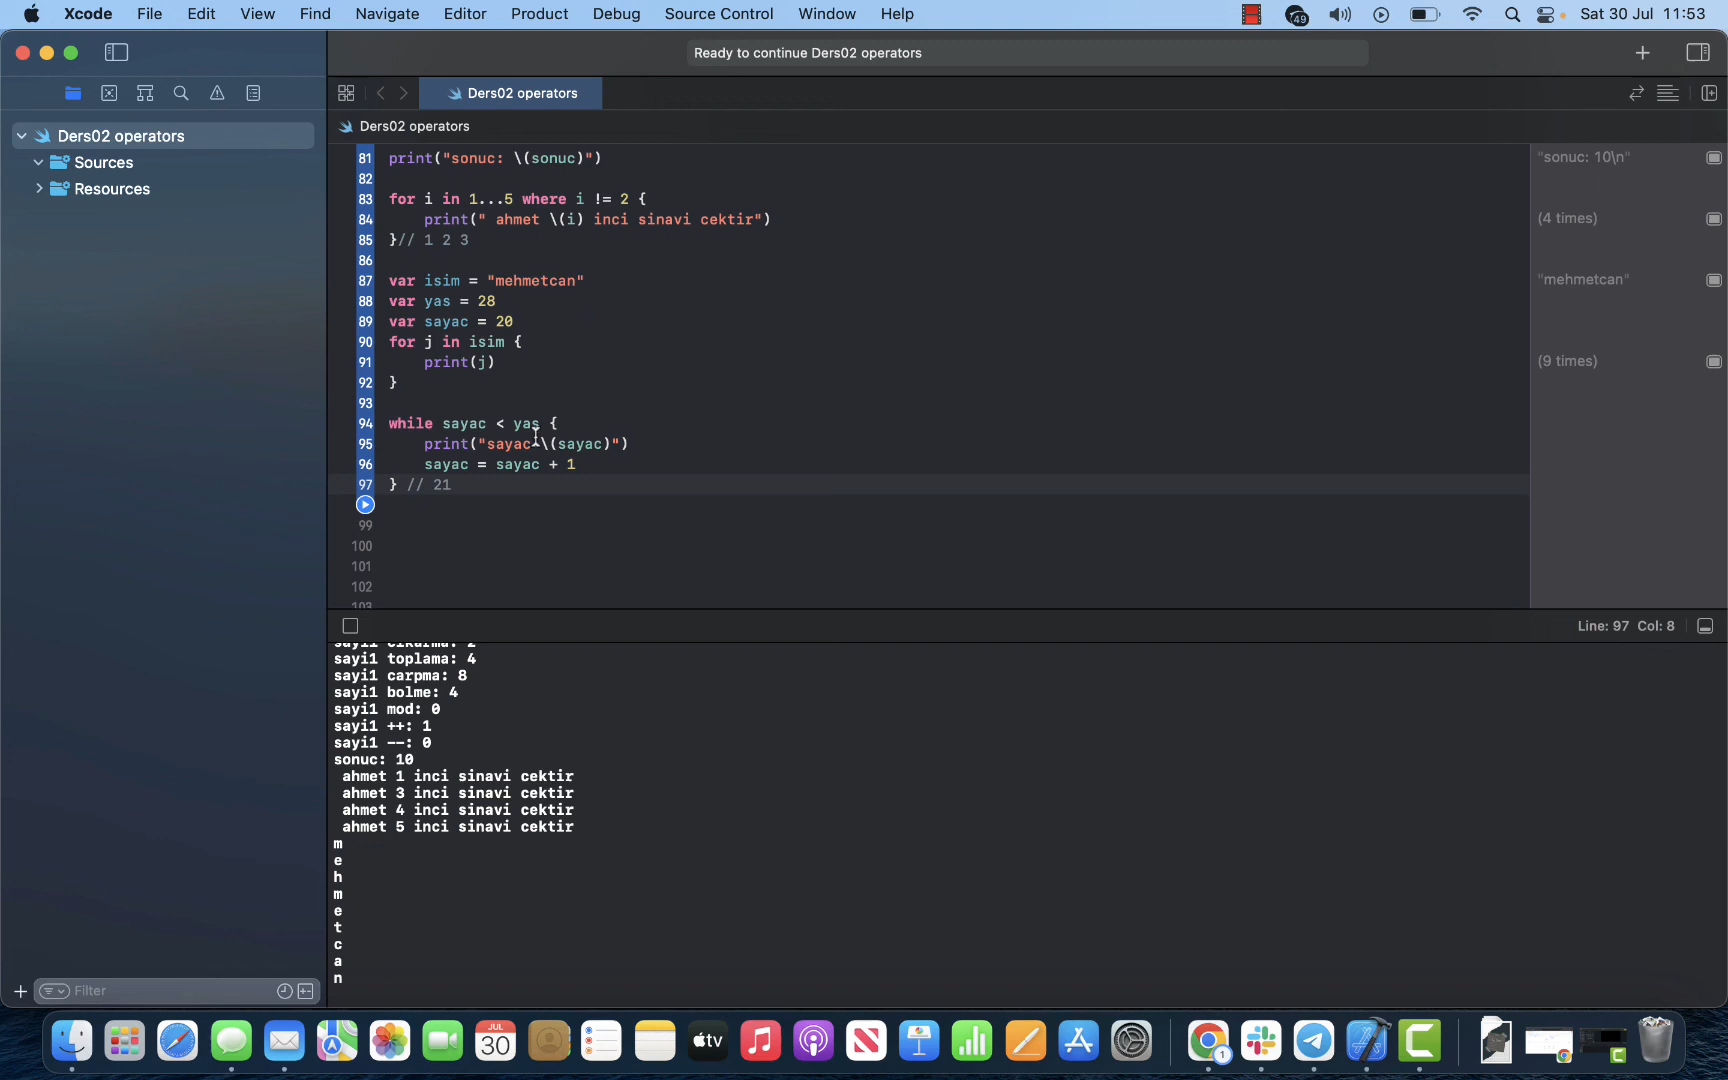 Xcode File Edit View Find Navigate Editor Product Debug Source Control Window Help 49 Sat 30 Jul 11:53
Ready to continue Ders02 operators
Ders02 operators
Ders02 operators
Ders02 operators
Sources
Resources
81 print("sonuc: \(sonuc)") "sonuc: 10\n"
82
83 for i in 1...5 where i != 2 {
84 print(" ahmet \(i) inci sinavi cektir") (4 times)
85 }// 1 2 3
86
87 var isim = "mehmetcan" "mehmetcan"
88 var yas = 28
89 var sayac = 20
90 for j in isim {
91 print(j) (9 times)
92 }
93
94 while sayac < yas {
95 print("sayac \(sayac)")
96 sayac = sayac + 1
97 } // 21
99
100
101
102
103
Line: 97 Col: 8
sayi1 cikarma: 2
sayi1 toplama: 4
sayi1 carpma: 8
sayi1 bolme: 4
sayi1 mod: 0
sayi1 ++: 1
sayi1 --: 0
sonuc: 10
ahmet 1 inci sinavi cektir
ahmet 3 inci sinavi cektir
ahmet 4 inci sinavi cektir
ahmet 5 inci sinavi cektir
m
e
h
m
e
t
c
a
n
Filter
JUL
30
tv
1